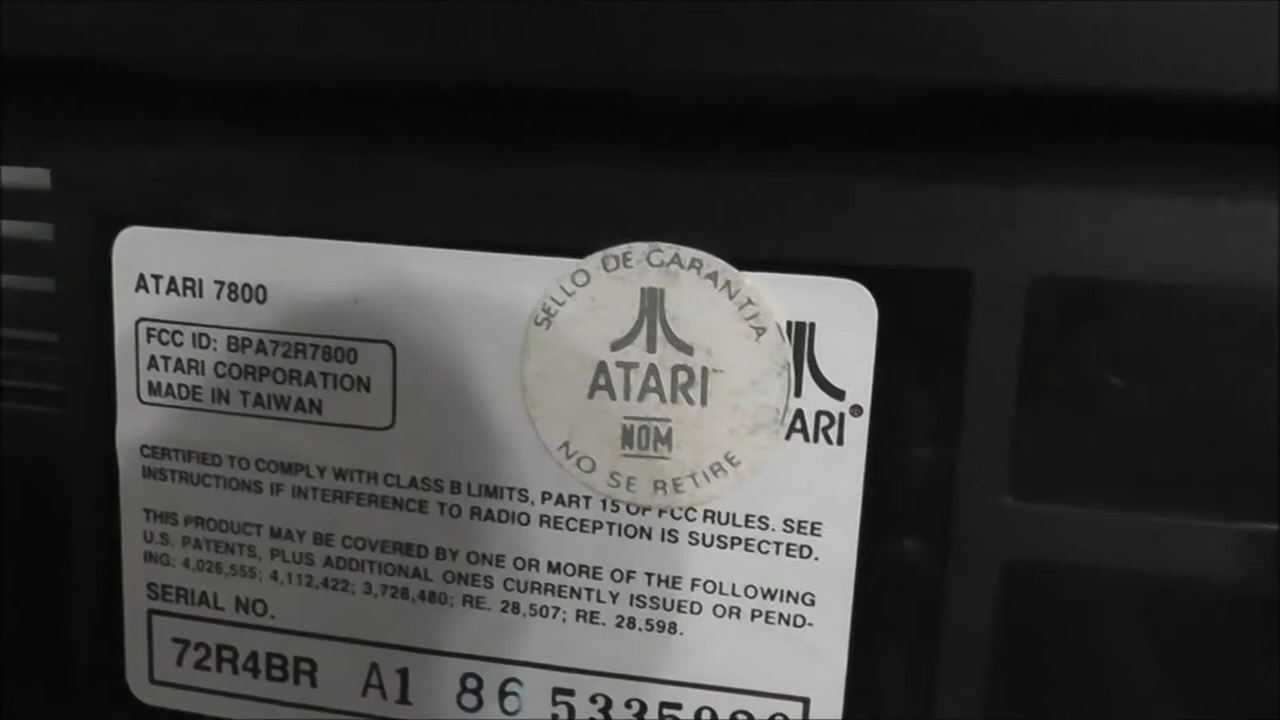 ATARI 7800
FCC ID: BPA72R7800
ATARI CORPORATION
MADE IN TAIWAN
SELLO DE GARANTIA
ATARI™
NOM
NO SE RETIRE
ARI®
CERTIFIED TO COMPLY WITH CLASS B LIMITS, PART 15 OF FCC RULES. SEE
INSTRUCTIONS IF INTERFERENCE TO RADIO RECEPTION IS SUSPECTED.
THIS PRODUCT MAY BE COVERED BY ONE OR MORE OF THE FOLLOWING
U.S. PATENTS, PLUS ADDITIONAL ONES CURRENTLY ISSUED OR PEND-
ING: 4,026,555; 4,112,422; 3,728,480; RE. 28,507; RE. 28,598.
SERIAL NO.
72R4BR A1 86